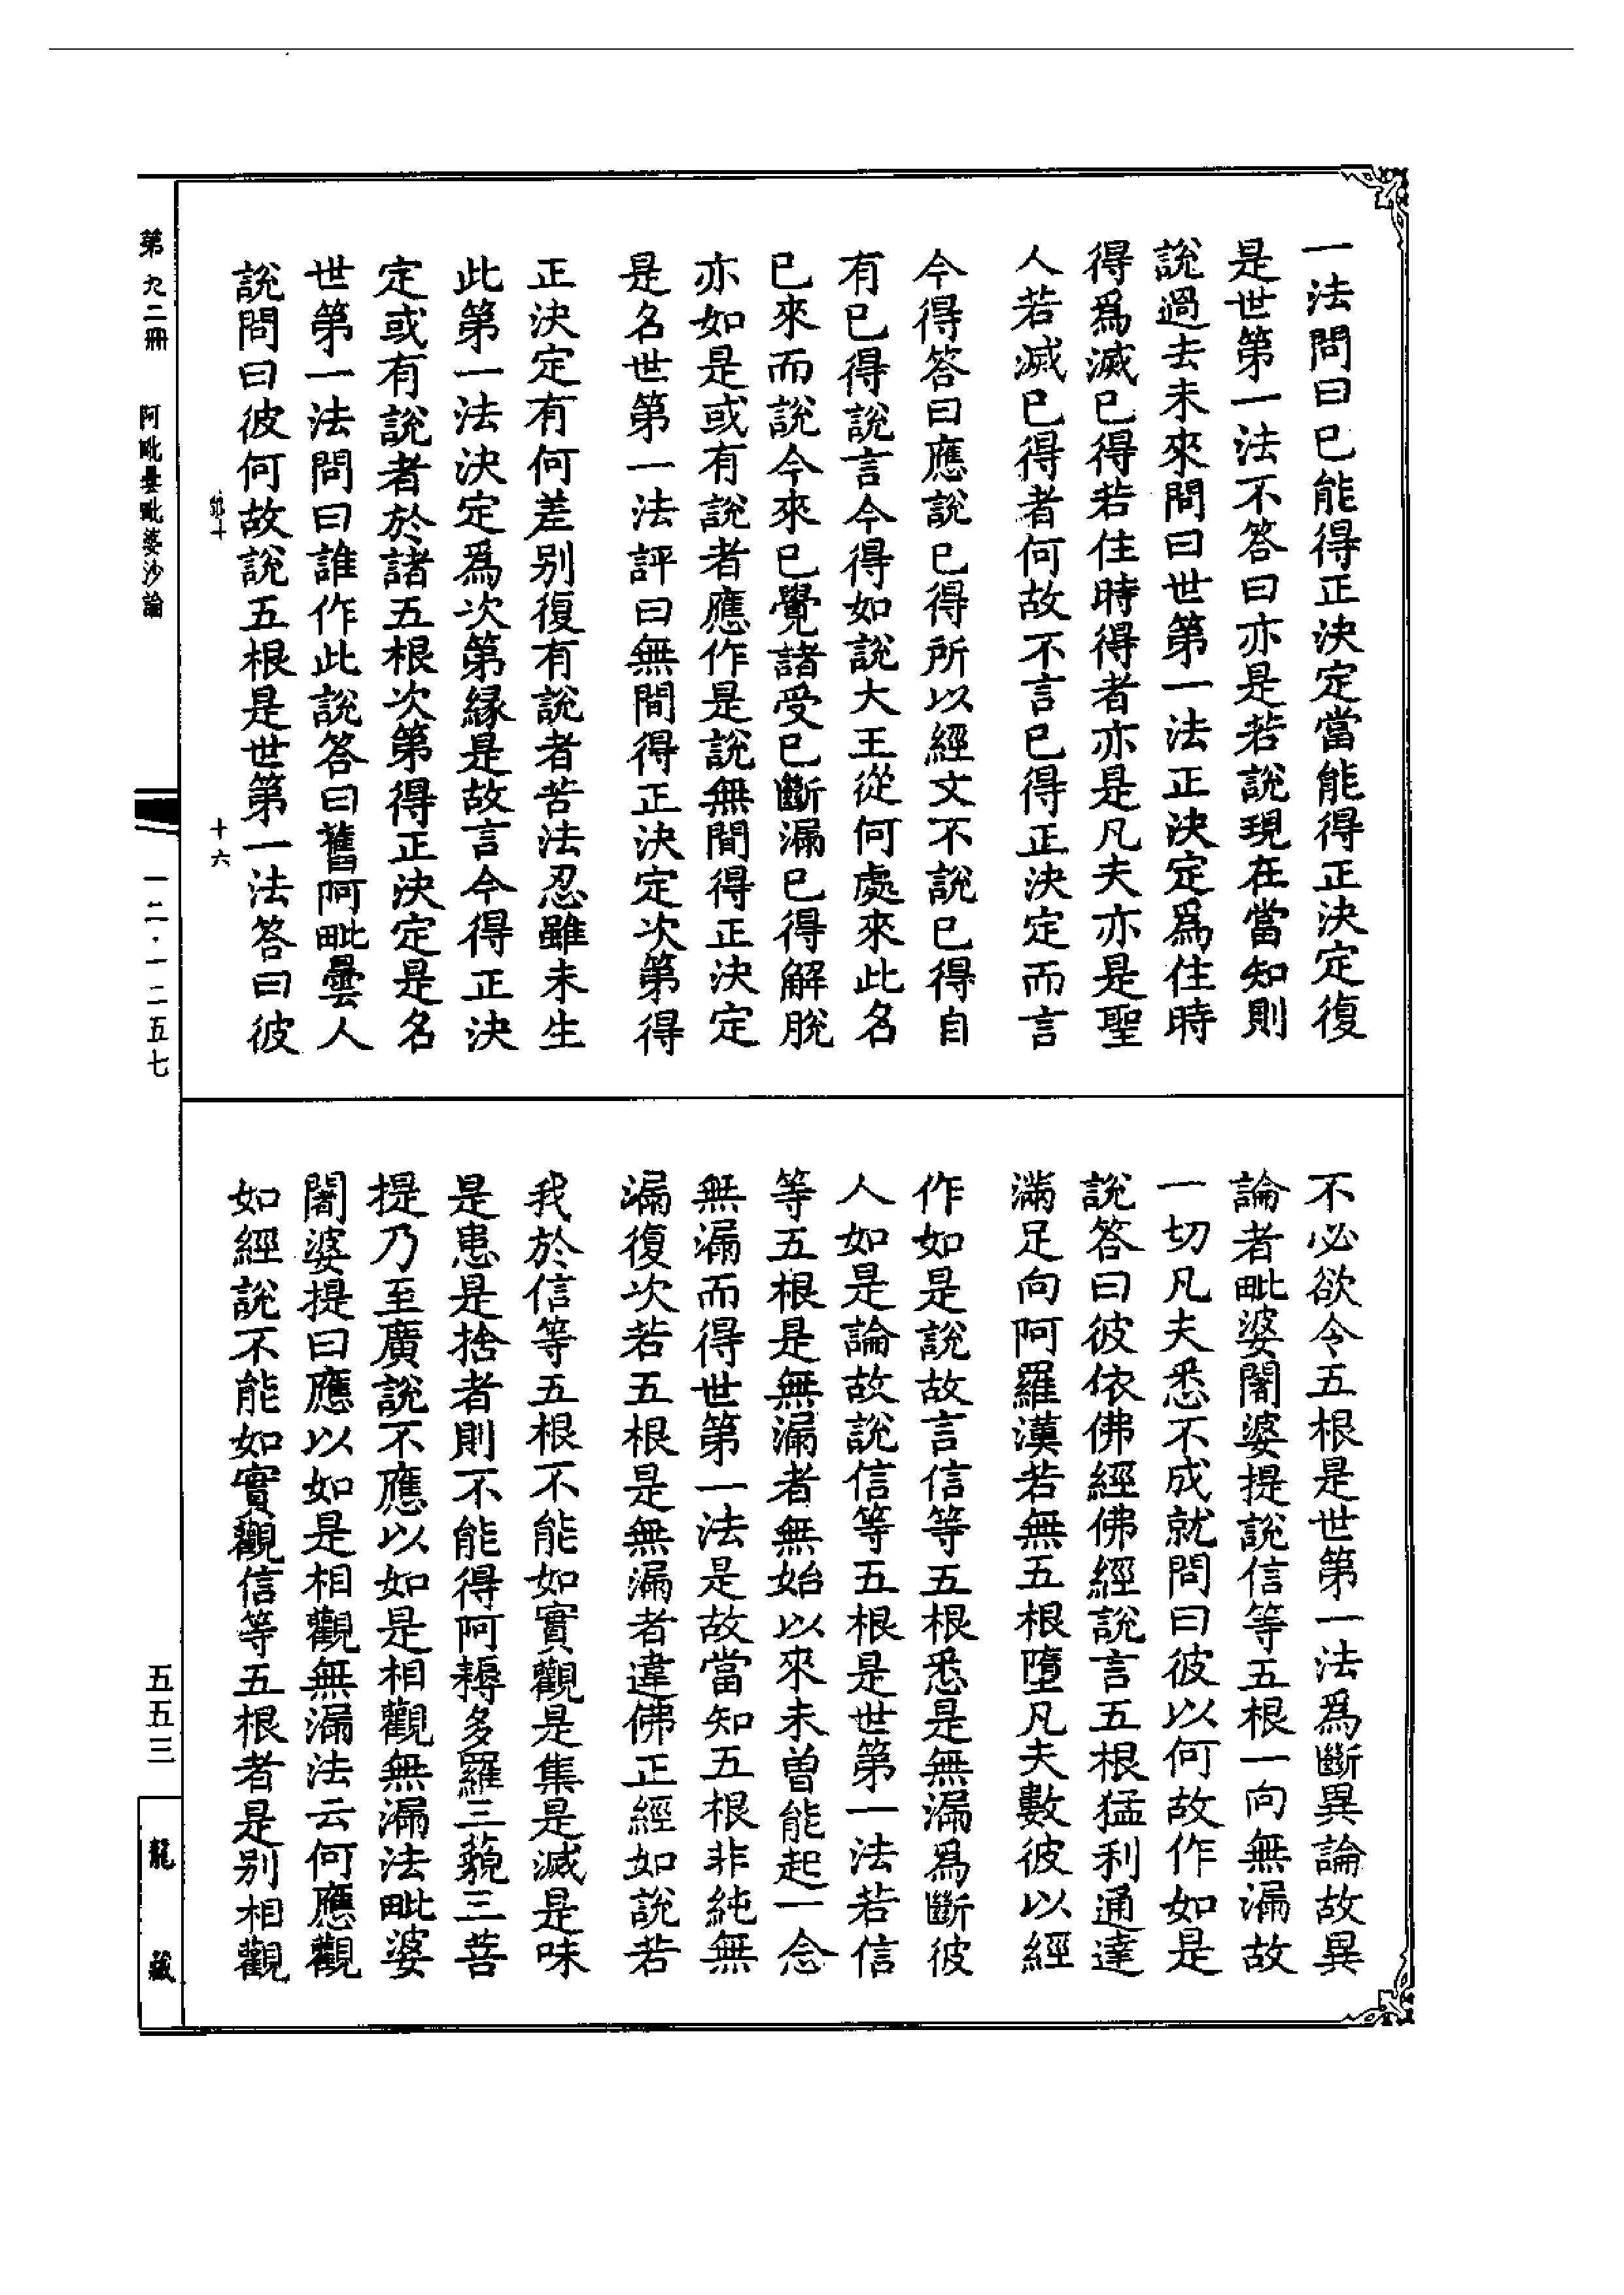 一法問曰已能得正決定當能得正決定復
是世第一法不答曰亦是若說現在當知則
說過去未來問曰世第一法正決定爲住時
得爲滅已得若住時得者亦是凡夫亦是聖
人若滅已得者何故不言已得正決定而言
今得答曰應說已得所以經文不說已得自
有已得說言今得如說大王從何處來此名
已來而說今來已覺諸受已斷漏已得解脫
亦如是或有說者應作是說無間得正決定
是名世第一法評曰無間得正決定次第得
正決定有何差別復有說者苦法忍雖未生
此第一法決定爲次第緣是故言今得正決
定或有說者於諸五根次第得正決定是名
世第一法問曰誰作此說答曰舊阿毗曇人
說問曰彼何故說五根是世第一法答曰彼
十六
不必欲令五根是世第一法爲斷異論故異
論者毗婆闍婆提說信等五根一向無漏故
一切凡夫悉不成就問曰彼以何故作如是
說答曰彼依佛經佛經說言五根猛利通達
滿足向阿羅漢若無五根墮凡夫數彼以經
作如是說故言信等五根悉是無漏爲斷彼
人如是論故說信等五根是世第一法若信
等五根是無漏者無始以來未曾能起一念
無漏而得世第一法是故當知五根非純無
漏復次若五根是無漏者違佛正經如說若
我於信等五根不能如實觀是集是滅是味
是患是捨者則不能得阿耨多羅三藐三菩
提乃至廣說不應以如是相觀無漏法毗婆
闍婆提曰應以如是相觀無漏法云何應觀
如經說不能如實觀信等五根者是別相觀
第九二冊　阿毗曇毗婆沙論
一二·一二五七
五五三
龍藏